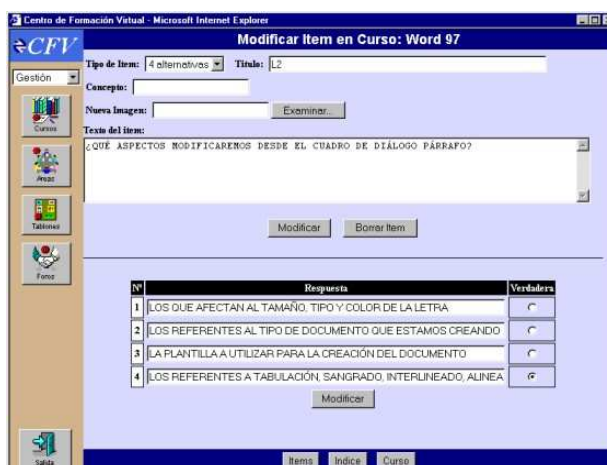 Centro de Formación Virtual - Microsoft Internet Explorer
CFV
Modificar Item en Curso: Word 97
Gestión
Tipo de Item: 4 alternativas Titulo: L2
Concepto:
Nueva Imagen: Examinar...
Texto del item:
¿QUÉ ASPECTOS MODIFICAREMOS DESDE EL CUADRO DE DIÁLOGO PÁRRAFO?
Cursos
Areas
Tablones
Foros
Modificar Borrar Item
Nº Respuesta Verdadera
1 LOS QUE AFECTAN AL TAMAÑO, TIPO Y COLOR DE LA LETRA
2 LOS REFERENTES AL TIPO DE DOCUMENTO QUE ESTAMOS CREANDO
3 LA PLANTILLA A UTILIZAR PARA LA CREACIÓN DEL DOCUMENTO
4 LOS REFERENTES A TABULACIÓN, SANGRADO, INTERLINEADO, ALINEA
Modificar
Salida
Items Indice Curso